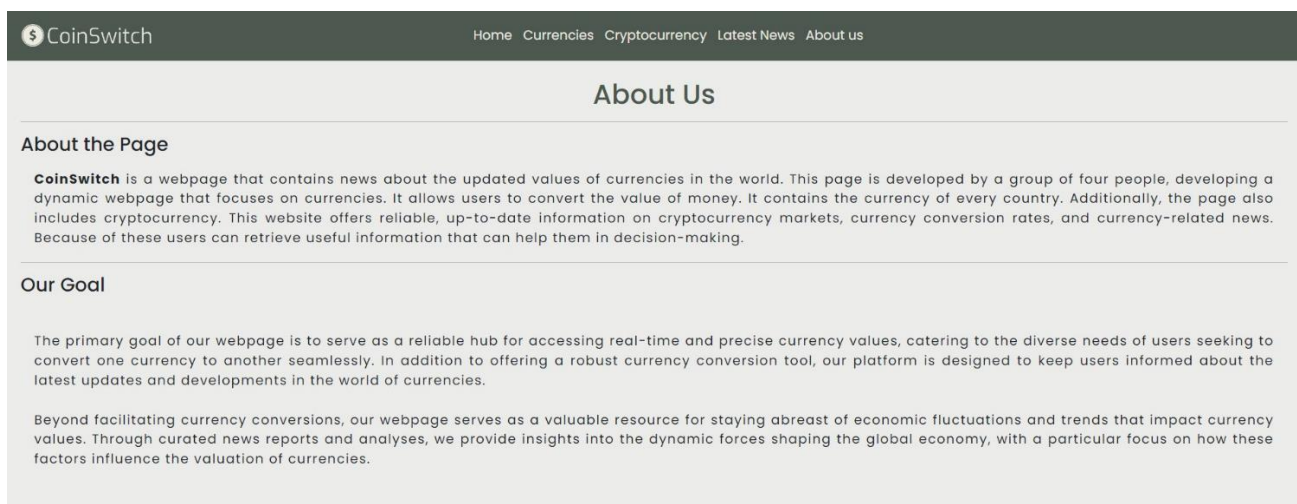 $ CoinSwitch
Home Currencies Cryptocurrency Latest News About us
About Us
About the Page
CoinSwitch is a webpage that contains news about the updated values of currencies in the world. This page is developed by a group of four people, developing a
dynamic webpage that focuses on currencies. It allows users to convert the value of money. It contains the currency of every country. Additionally, the page also
includes cryptocurrency. This website offers reliable, up-to-date information on cryptocurrency markets, currency conversion rates, and currency-related news.
Because of these users can retrieve useful information that can help them in decision-making.
Our Goal
The primary goal of our webpage is to serve as a reliable hub for accessing real-time and precise currency values, catering to the diverse needs of users seeking to
convert one currency to another seamlessly. In addition to offering a robust currency conversion tool, our platform is designed to keep users informed about the
latest updates and developments in the world of currencies.
Beyond facilitating currency conversions, our webpage serves as a valuable resource for staying abreast of economic fluctuations and trends that impact currency
values. Through curated news reports and analyses, we provide insights into the dynamic forces shaping the global economy, with a particular focus on how these
factors influence the valuation of currencies.